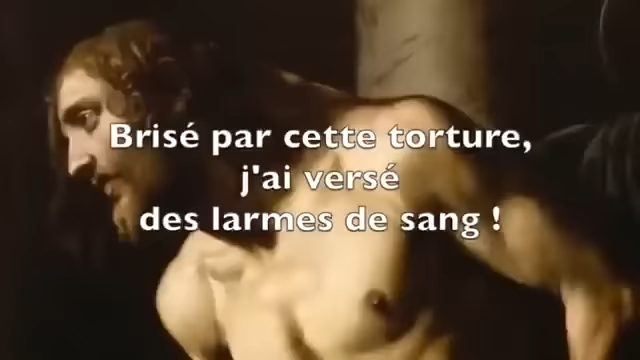 Brisé par cette torture,
j'ai versé
des larmes de sang !